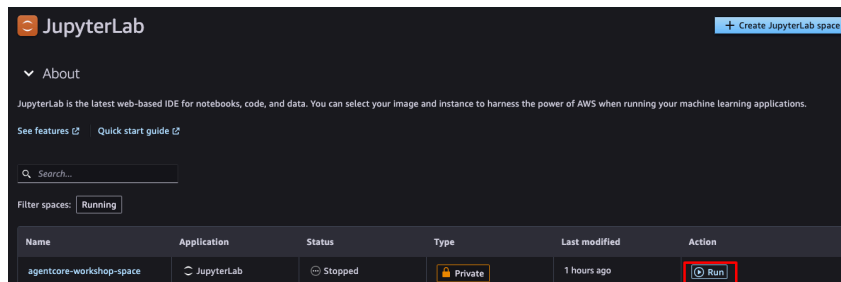 JupyterLab
+ Create JupyterLab space
About
JupyterLab is the latest web-based IDE for notebooks, code, and data. You can select your image and instance to harness the power of AWS when running your machine learning applications.
See features Quick start guide
Search...
Filter spaces: Running
Name Application Status Type Last modified Action
agentcore-workshop-space JupyterLab Stopped Private 1 hours ago Run